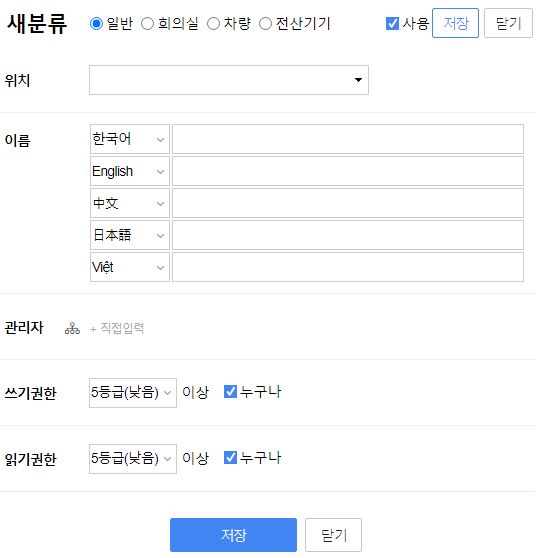 새분류 일반 회의실 차량 전산기기 사용 저장 닫기
위치
이름 한국어
English
中文
日本語
Việt
관리자 + 직접입력
쓰기권한 5등급(낮음) 이상 누구나
읽기권한 5등급(낮음) 이상 누구나
저장 닫기